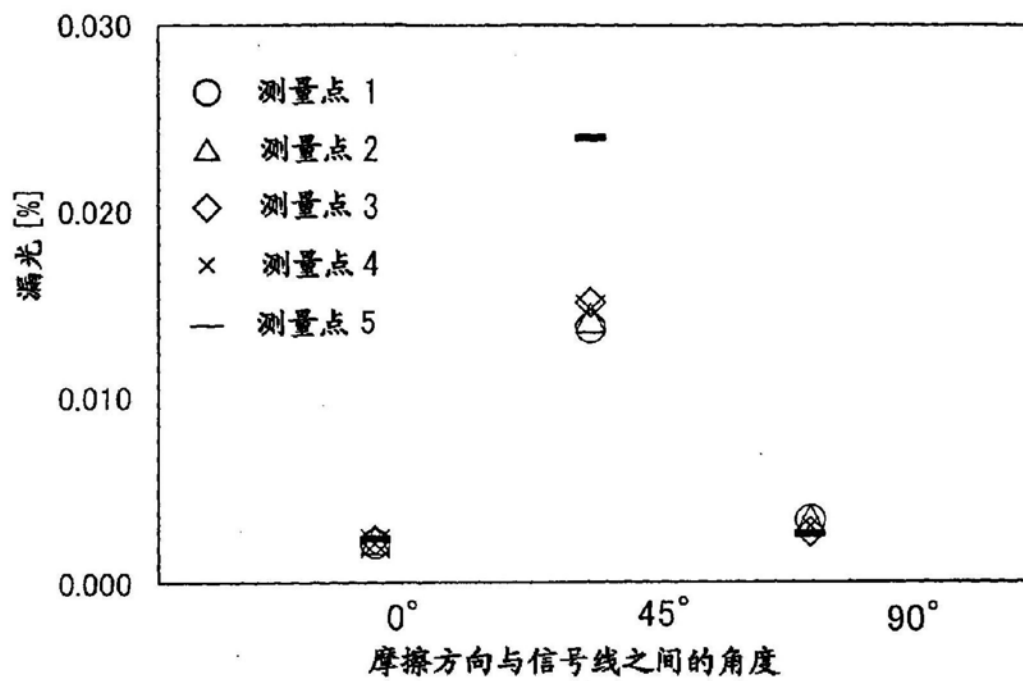 0.030
0.020
0.010
0.000
漏光 [%]
测量点 1
测量点 2
测量点 3
测量点 4
测量点 5
0°
45°
90°
摩擦方向与信号线之间的角度